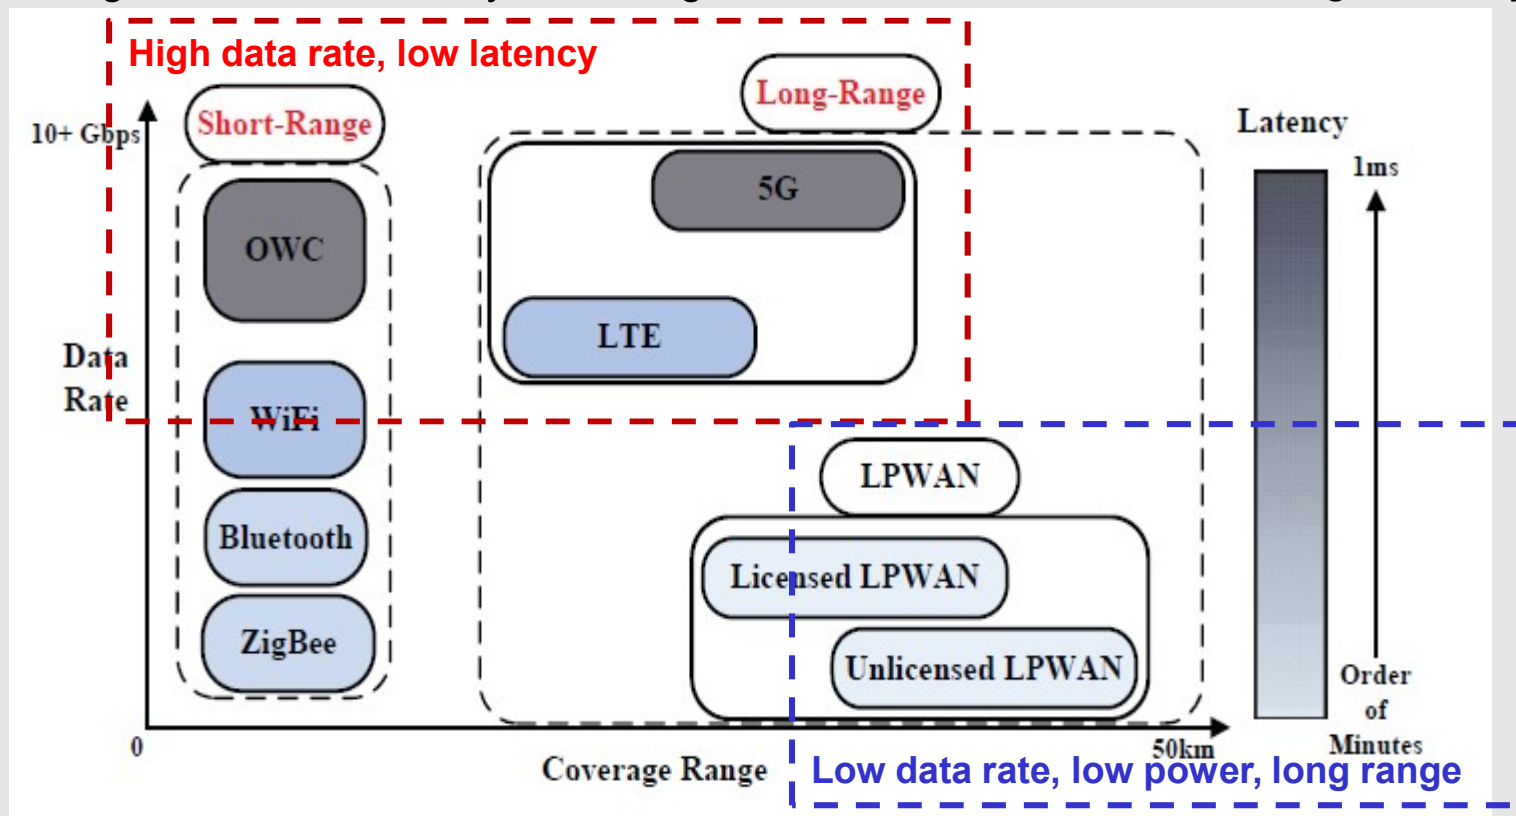 High data rate, low latency
Short-Range
Long-Range
Latency
10+ Gbps
1ms
5G
OWC
LTE
Data
Rate
WiFi
LPWAN
Bluetooth
Licensed LPWAN
ZigBee
Unlicensed LPWAN
Order
of
Minutes
0
50km
Coverage Range
Low data rate, low power, long range